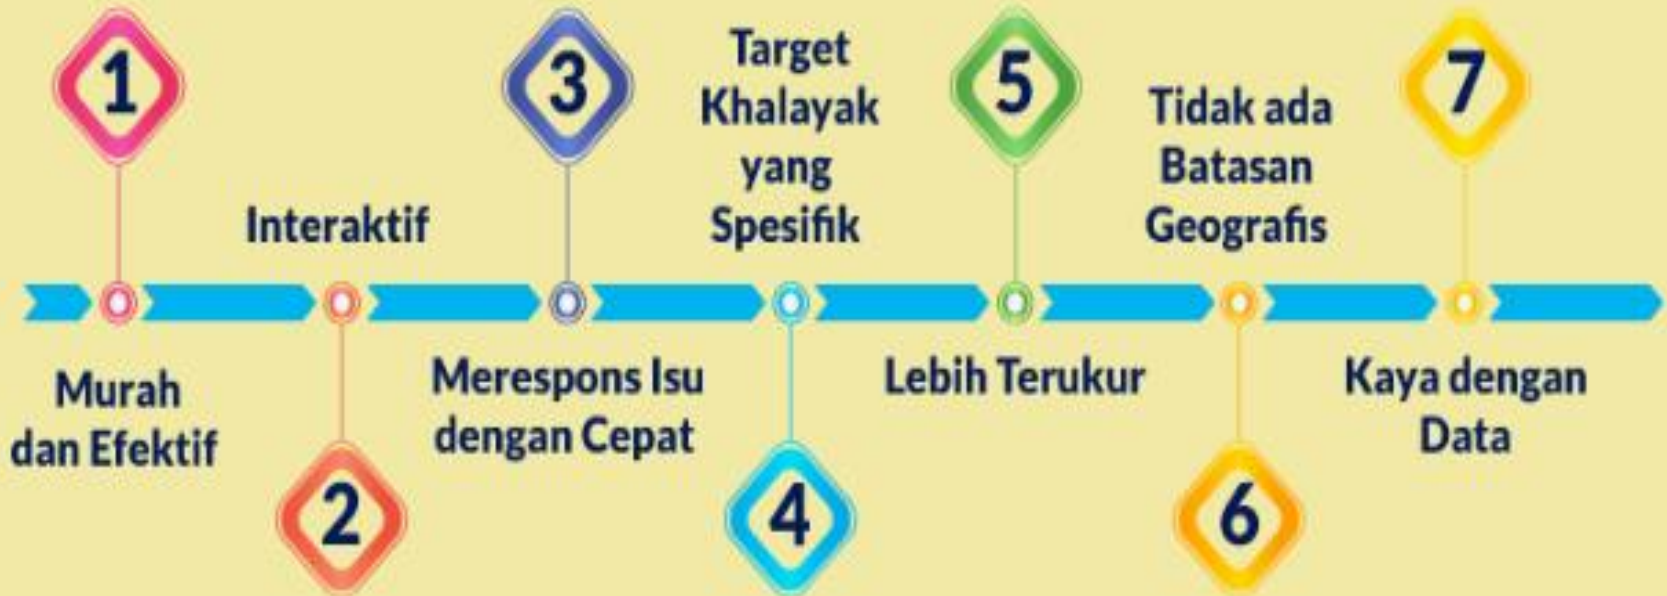 1
Murah
dan Efektif
2
Interaktif
3
Merespons Isu
dengan Cepat
4
Target
Khalayak
yang
Spesifik
5
Lebih Terukur
6
Tidak ada
Batasan
Geografis
7
Kaya dengan
Data